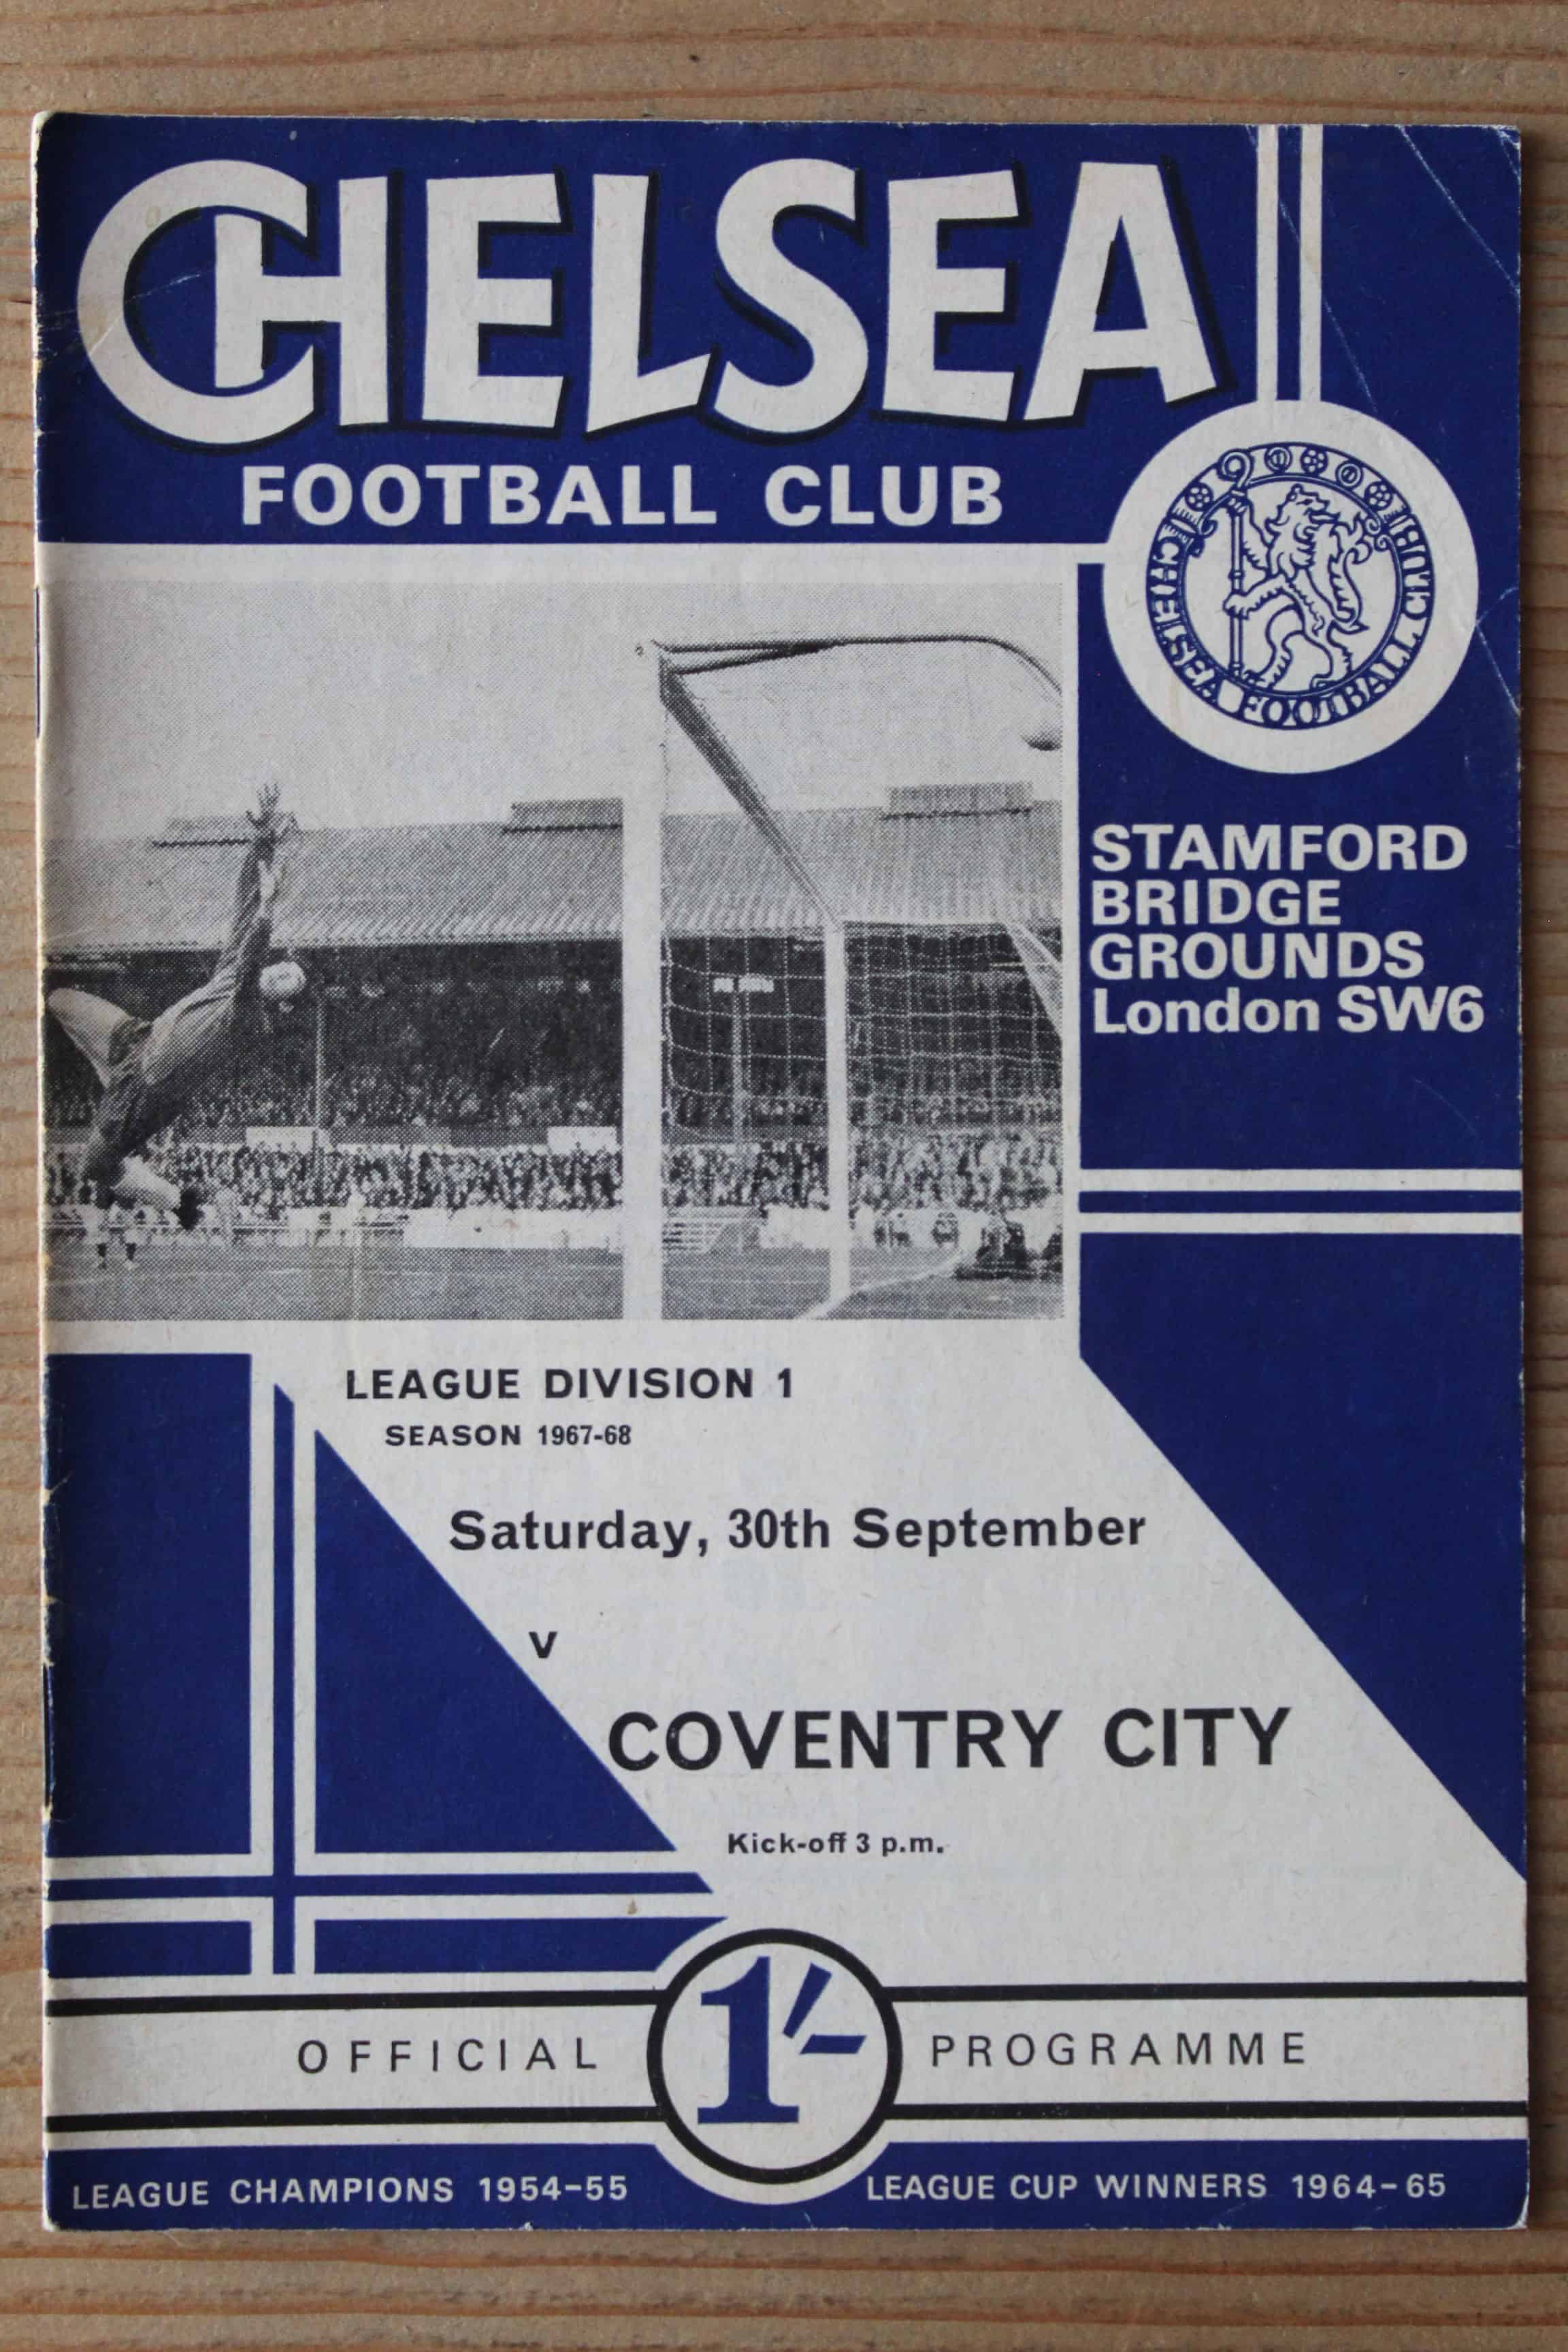 CHELSEA
FOOTBALL CLUB
CHELSEA FOOTBALL CLUB
STAMFORD
BRIDGE
GROUNDS
London SW6
LEAGUE DIVISION 1
SEASON 1967-68
Saturday, 30th September
v
COVENTRY CITY
Kick-off 3 p.m.
OFFICIAL 1'- PROGRAMME
LEAGUE CHAMPIONS 1954-55 LEAGUE CUP WINNERS 1964-65